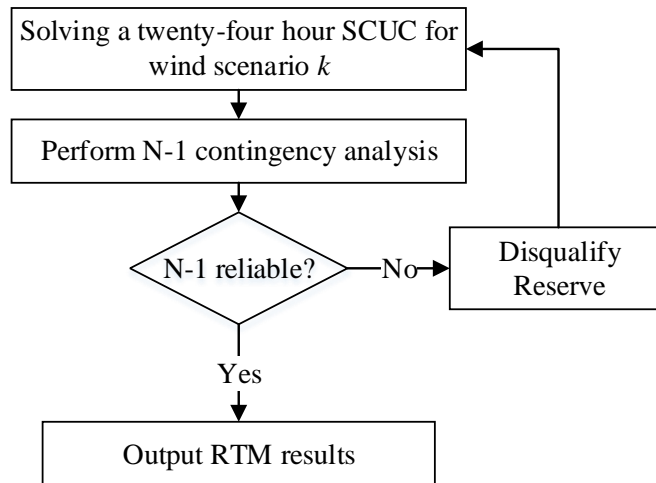 Solving a twenty-four hour SCUC for
wind scenario k
Perform N-1 contingency analysis
N-1 reliable?
No
Disqualify
Reserve
Yes
Output RTM results